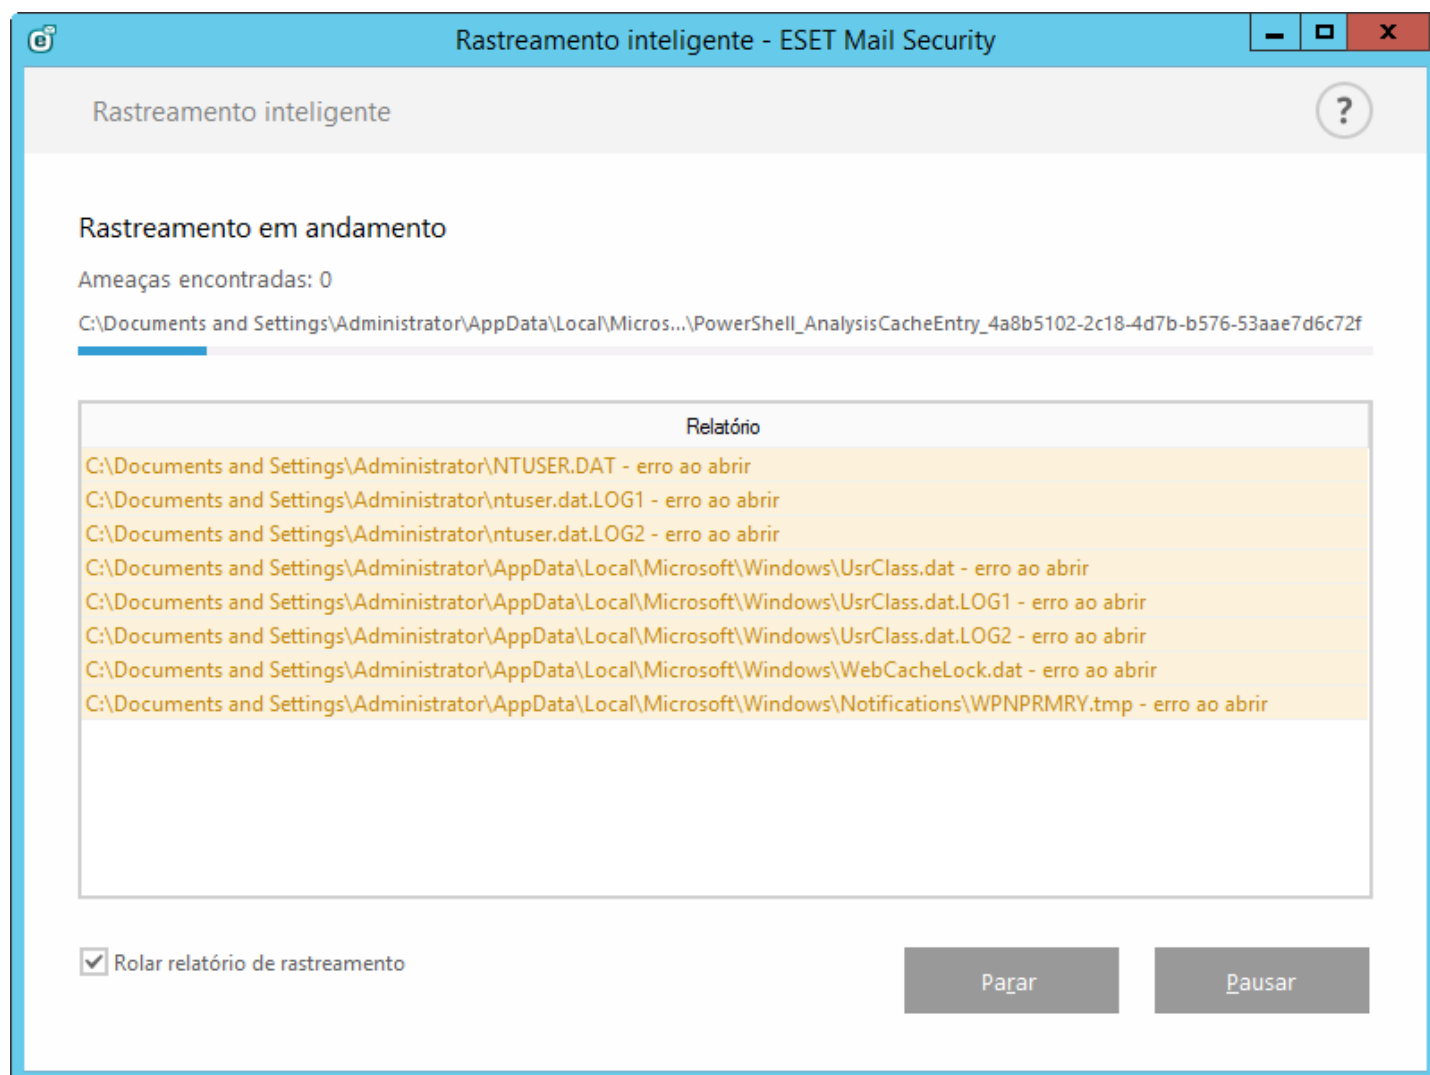 Rastreamento inteligente - ESET Mail Security
Rastreamento inteligente
?
Rastreamento em andamento
Ameaças encontradas: 0
C:\Documents and Settings\Administrator\AppData\Local\Micros...\PowerShell_AnalysisCacheEntry_4a8b5102-2c18-4d7b-b576-53aae7d6c72f
Relatório
C:\Documents and Settings\Administrator\NTUSER.DAT - erro ao abrir
C:\Documents and Settings\Administrator\ntuser.dat.LOG1 - erro ao abrir
C:\Documents and Settings\Administrator\ntuser.dat.LOG2 - erro ao abrir
C:\Documents and Settings\Administrator\AppData\Local\Microsoft\Windows\UsrClass.dat - erro ao abrir
C:\Documents and Settings\Administrator\AppData\Local\Microsoft\Windows\UsrClass.dat.LOG1 - erro ao abrir
C:\Documents and Settings\Administrator\AppData\Local\Microsoft\Windows\UsrClass.dat.LOG2 - erro ao abrir
C:\Documents and Settings\Administrator\AppData\Local\Microsoft\Windows\WebCacheLock.dat - erro ao abrir
C:\Documents and Settings\Administrator\AppData\Local\Microsoft\Windows\Notifications\WPNPRMRY.tmp - erro ao abrir
Rolar relatório de rastreamento
Parar
Pausar